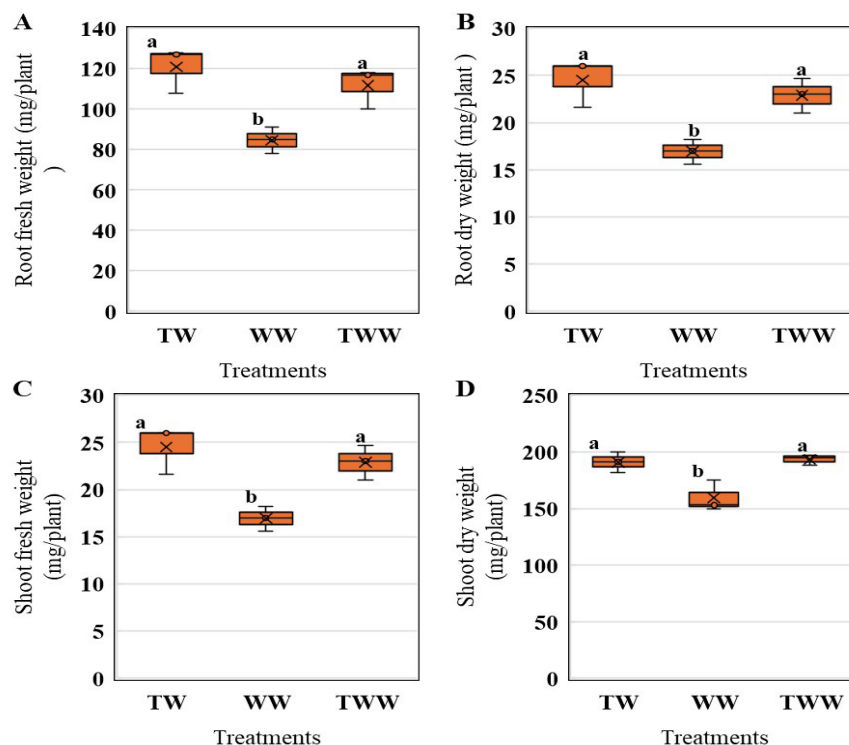 A
Root fresh weight (mg/plant
)
140
120
100
80
60
40
20
0
a
b
a
TW WW TWW
Treatments
B
Root dry weight (mg/plant )
30
25
20
15
10
5
0
a
b
a
TW WW TWW
Treatments
C
Shoot fresh weight
(mg/plant)
30
25
20
15
10
5
0
a
b
a
TW WW TWW
Treatments
D
Shoot dry weight
(mg/plant)
250
200
150
100
50
0
a
b
a
TW WW TWW
Treatments